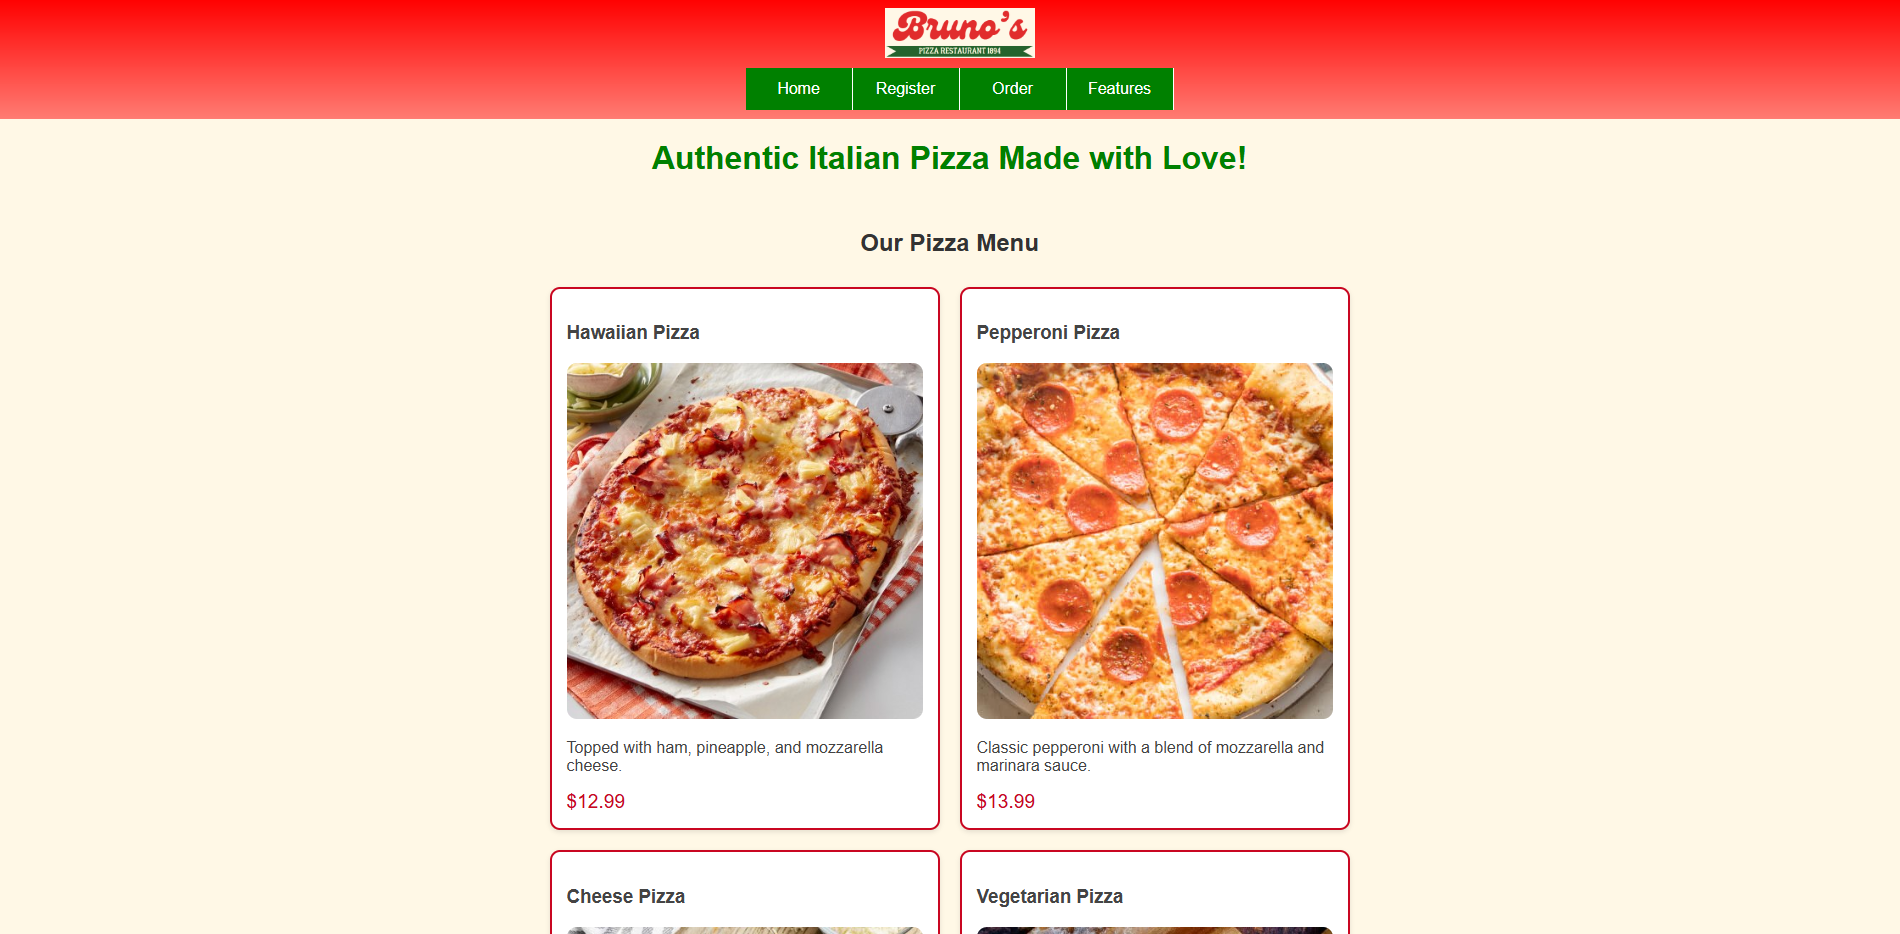 Bruno's
PIZZA RESTAURANT 1894
Home
Register
Order
Features
Authentic Italian Pizza Made with Love!
Our Pizza Menu
Hawaiian Pizza
Pepperoni Pizza
Topped with ham, pineapple, and mozzarella
cheese.
$12.99
Classic pepperoni with a blend of mozzarella and
marinara sauce.
$13.99
Cheese Pizza
Vegetarian Pizza